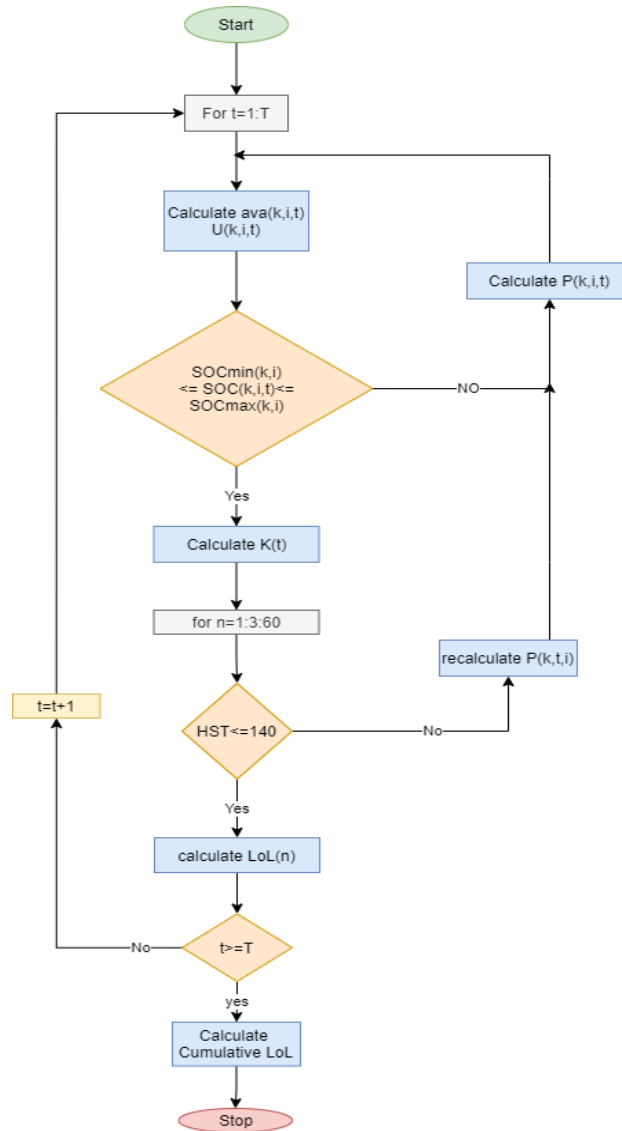 Start
For t=1:T
Calculate ava(k,i,t)
U(k,i,t)
Calculate P(k,i,t)
SOCmin(k,i)
<= SOC(k,i,t)<=
SOCmax(k,i)
NO
Yes
Calculate K(t)
for n=1:3:60
recalculate P(k,t,i)
t=t+1
HST<=140
No
Yes
calculate LoL(n)
t>=T
No
yes
Calculate
Cumulative LoL
Stop